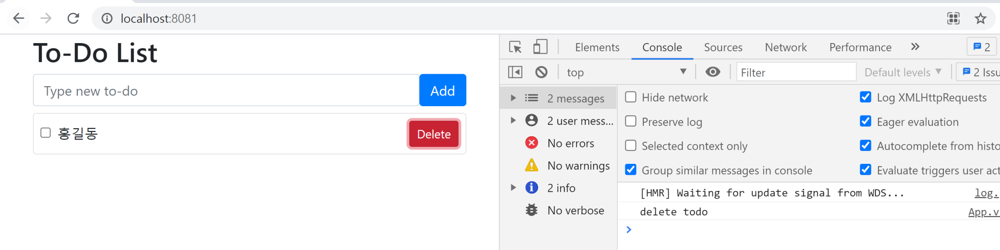 localhost:8081
To-Do List
Type new to-do
Add
홍길동
Delete
Elements Console Sources Network Performance
2
top
Filter
Default levels
2 Issu
2 messages
2 user mess...
No errors
No warnings
2 info
No verbose
Hide network
Log XMLHttpRequests
Preserve log
Eager evaluation
Selected context only
Autocomplete from histo
Group similar messages in console
Evaluate triggers user act
[HMR] Waiting for update signal from WDS... log.
delete todo App.v